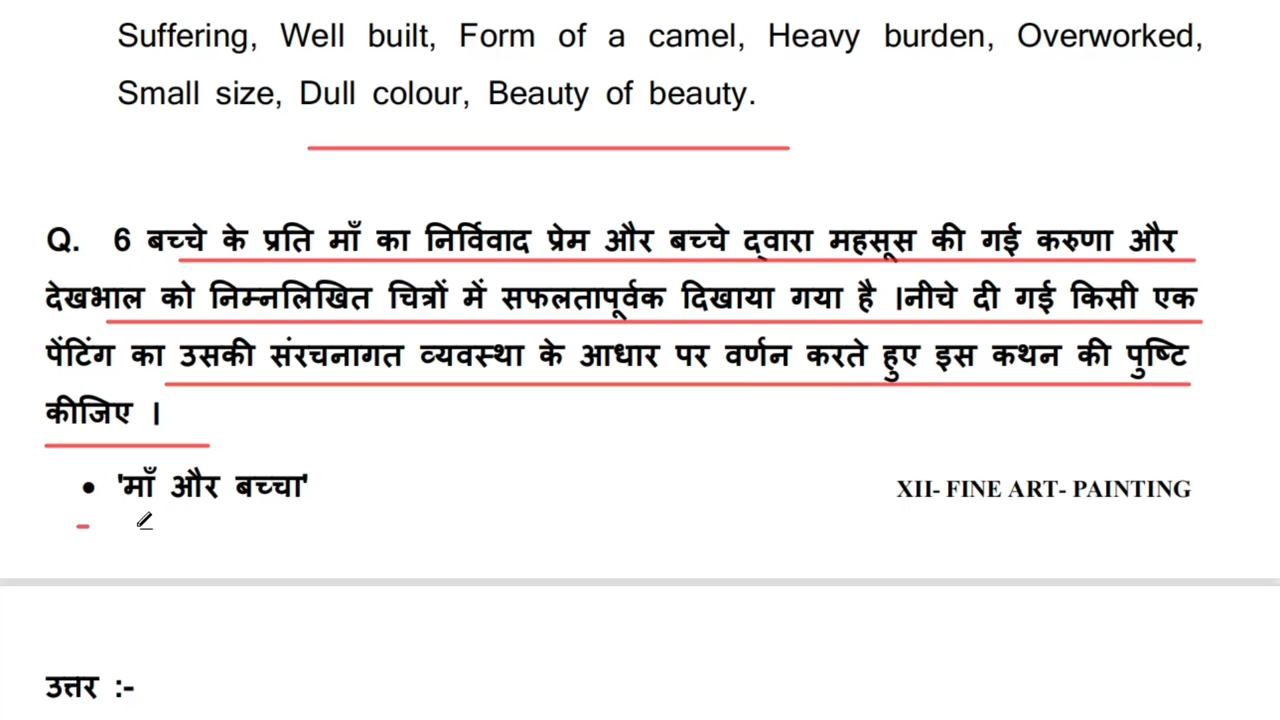 Suffering, Well built, Form of a camel, Heavy burden, Overworked,
Small size, Dull colour, Beauty of beauty.
Q. 6 बच्चे के प्रति माँ का निर्विवाद प्रेम और बच्चे द्वारा महसूस की गई करुणा और
देखभाल को निम्नलिखित चित्रों में सफलतापूर्वक दिखाया गया है ।नीचे दी गई किसी एक
पेंटिंग का उसकी संरचनागत व्यवस्था के आधार पर वर्णन करते हुए इस कथन की पुष्टि
कीजिए ।
• 'माँ और बच्चा'
XII- FINE ART- PAINTING
उत्तर :-